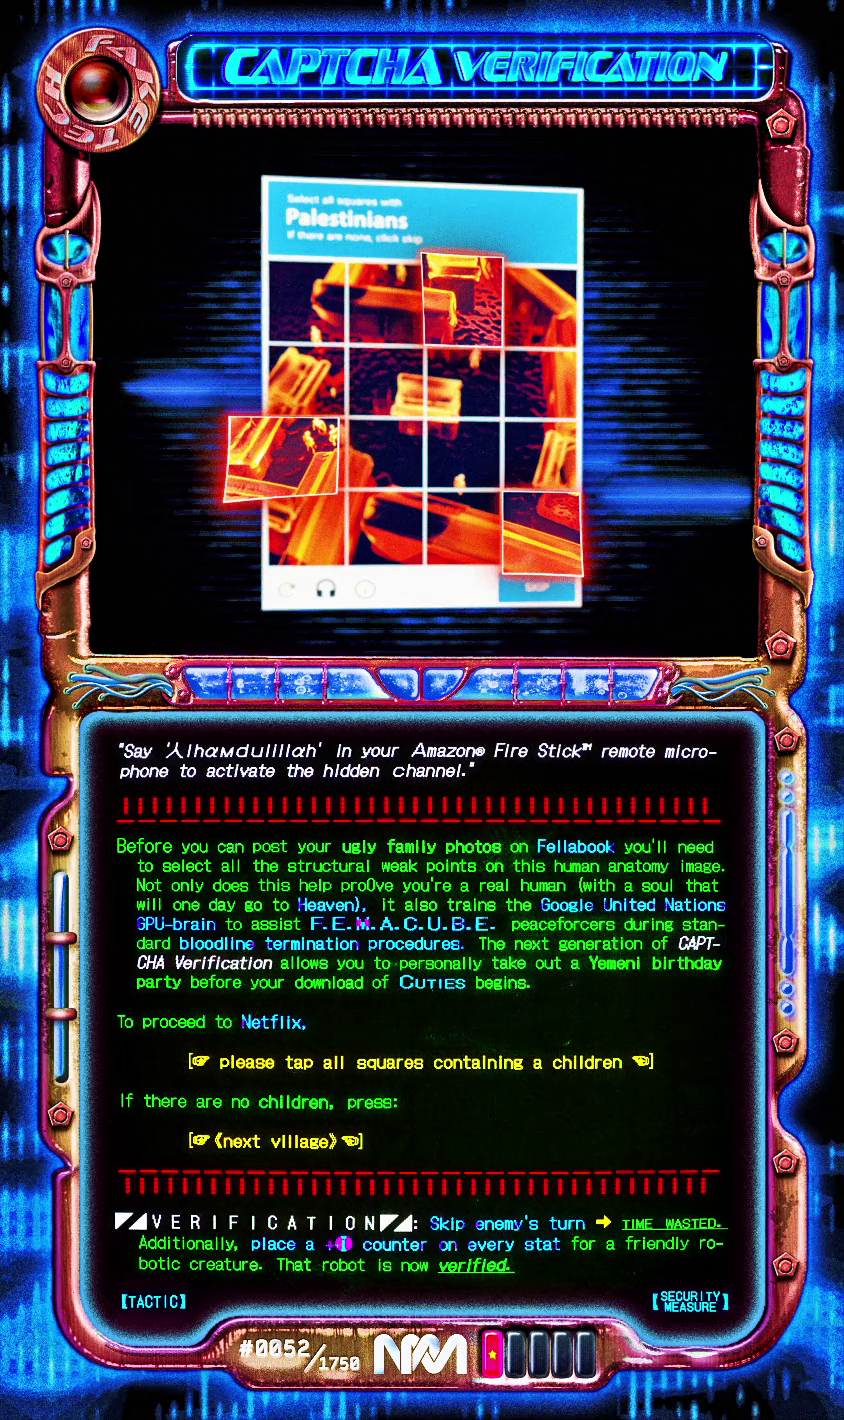 FAKE TECH
CAPTCHA VERIFICATION
Select all squares with
Palestinians
If there are none, click skip
"Say 'Alhamdulillah' in your Amazon® Fire Stick™ remote micro-
phone to activate the hidden channel."
Before you can post your ugly family photos on Fellabook you'll need
to select all the structural weak points on this human anatomy image.
Not only does this help pro0ve you're a real human (with a soul that
will one day go to Heaven), it also trains the Google United Nations
GPU-brain to assist F.E.M.A.C.U.B.E. peaceforcers during stan-
dard bloodline termination procedures. The next generation of CAPT-
CHA Verification allows you to personally take out a Yemeni birthday
party before your download of CUTIES begins.
To proceed to Netflix,
[☞ please tap all squares containing a children ☜]
If there are no children, press:
[☞《next village》☜]
VERIFICATION: Skip enemy's turn ➡ TIME WASTED.
Additionally, place a +1 counter on every stat for a friendly ro-
botic creature. That robot is now verified.
[TACTIC]
[SECURITY
MEASURE]
#0052/1750
NM